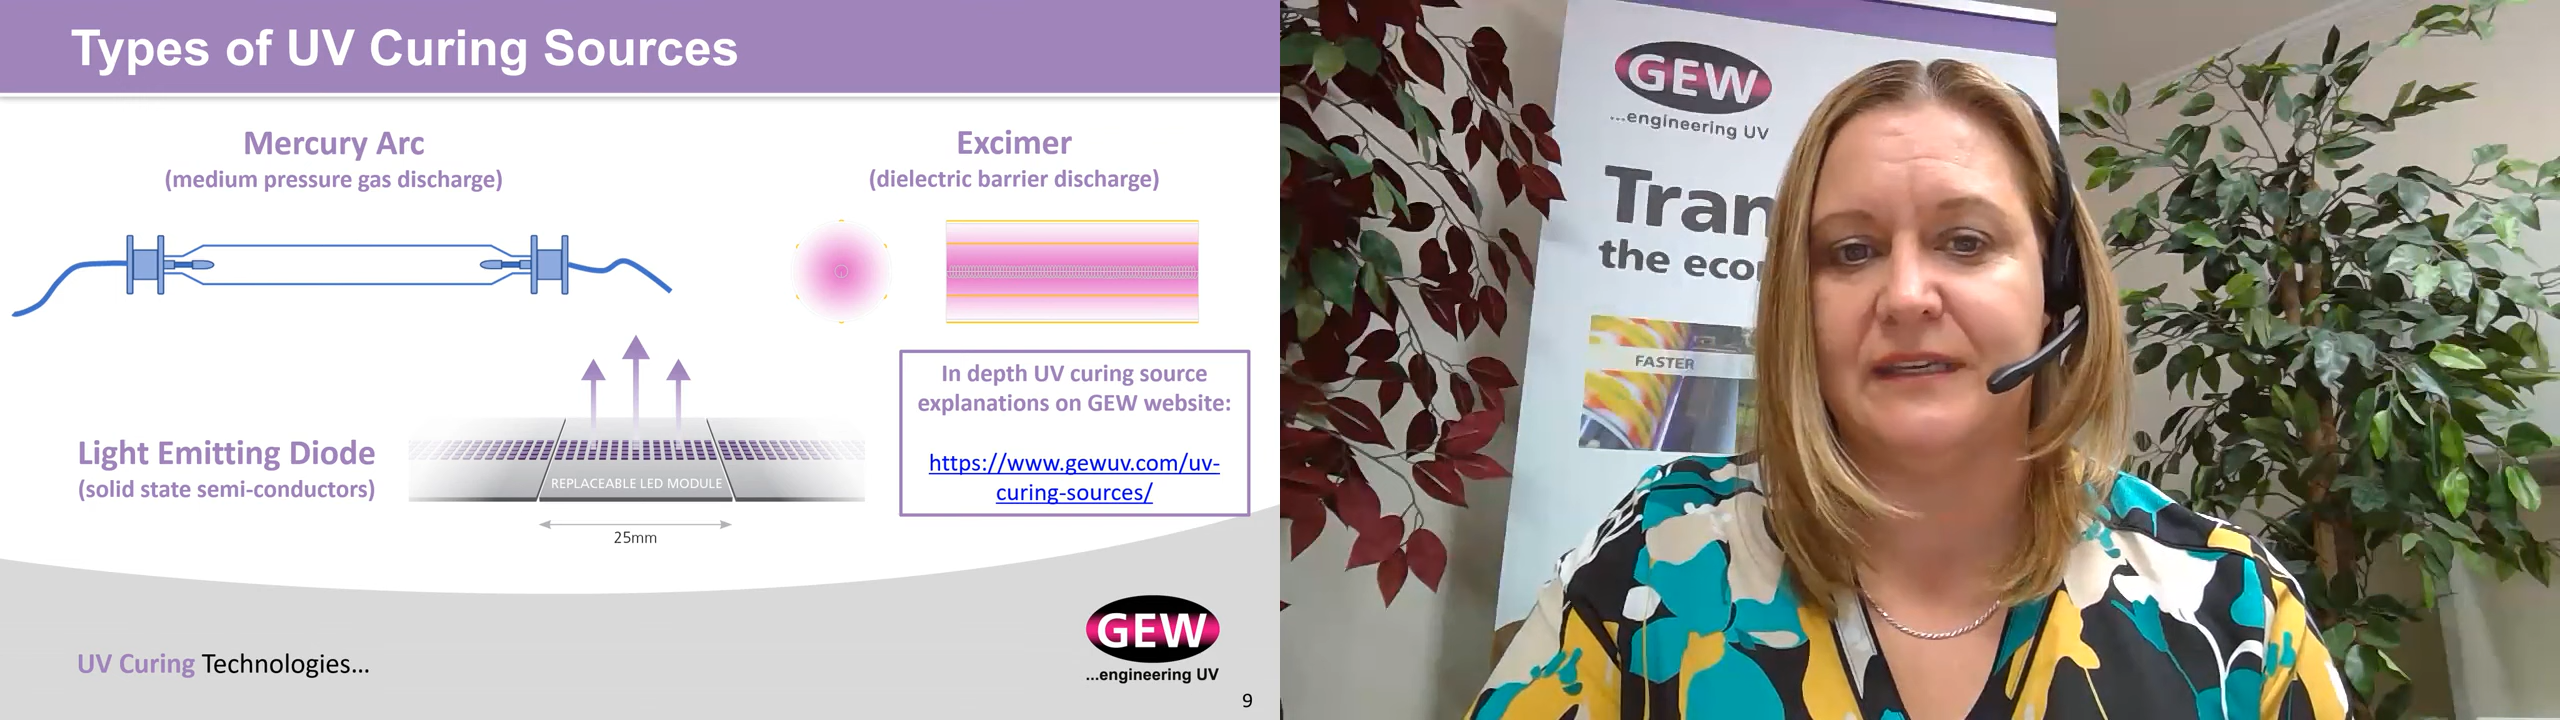 Types of UV Curing Sources
Mercury Arc
(medium pressure gas discharge)
Excimer
(dielectric barrier discharge)
Light Emitting Diode
(solid state semi-conductors)
REPLACEABLE LED MODULE
25mm
In depth UV curing source
explanations on GEW website:
https://www.gewuv.com/uv-
curing-sources/
UV Curing Technologies...
GEW
...engineering UV
9
GEW
...engineering UV
Tran
the eco
FASTER